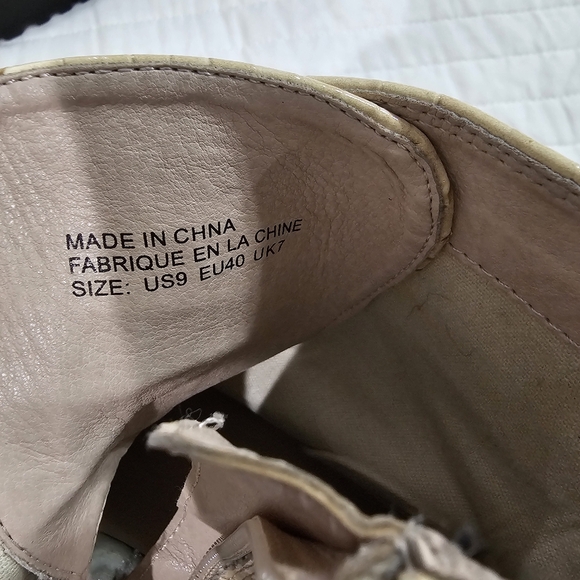 MADE IN CHNA
FABRIQUE EN LA CHINE
SIZE: US9 EU40 UK7